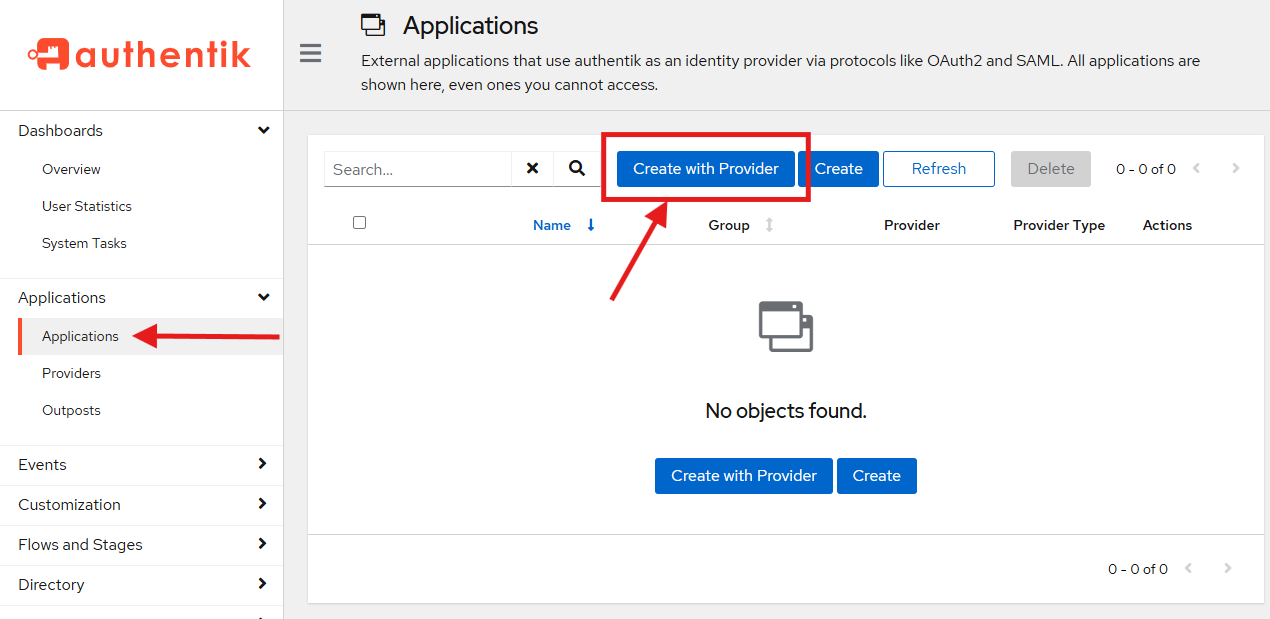 authentik
Dashboards
Overview
User Statistics
System Tasks
Applications
Applications
Providers
Outposts
Events
Customization
Flows and Stages
Directory
Applications
External applications that use authentik as an identity provider via protocols like OAuth2 and SAML. All applications are
shown here, even ones you cannot access.
Search... Create with Provider Create Refresh Delete 0 - 0 of 0
Name Group Provider Provider Type Actions
No objects found.
Create with Provider Create
0 - 0 of 0